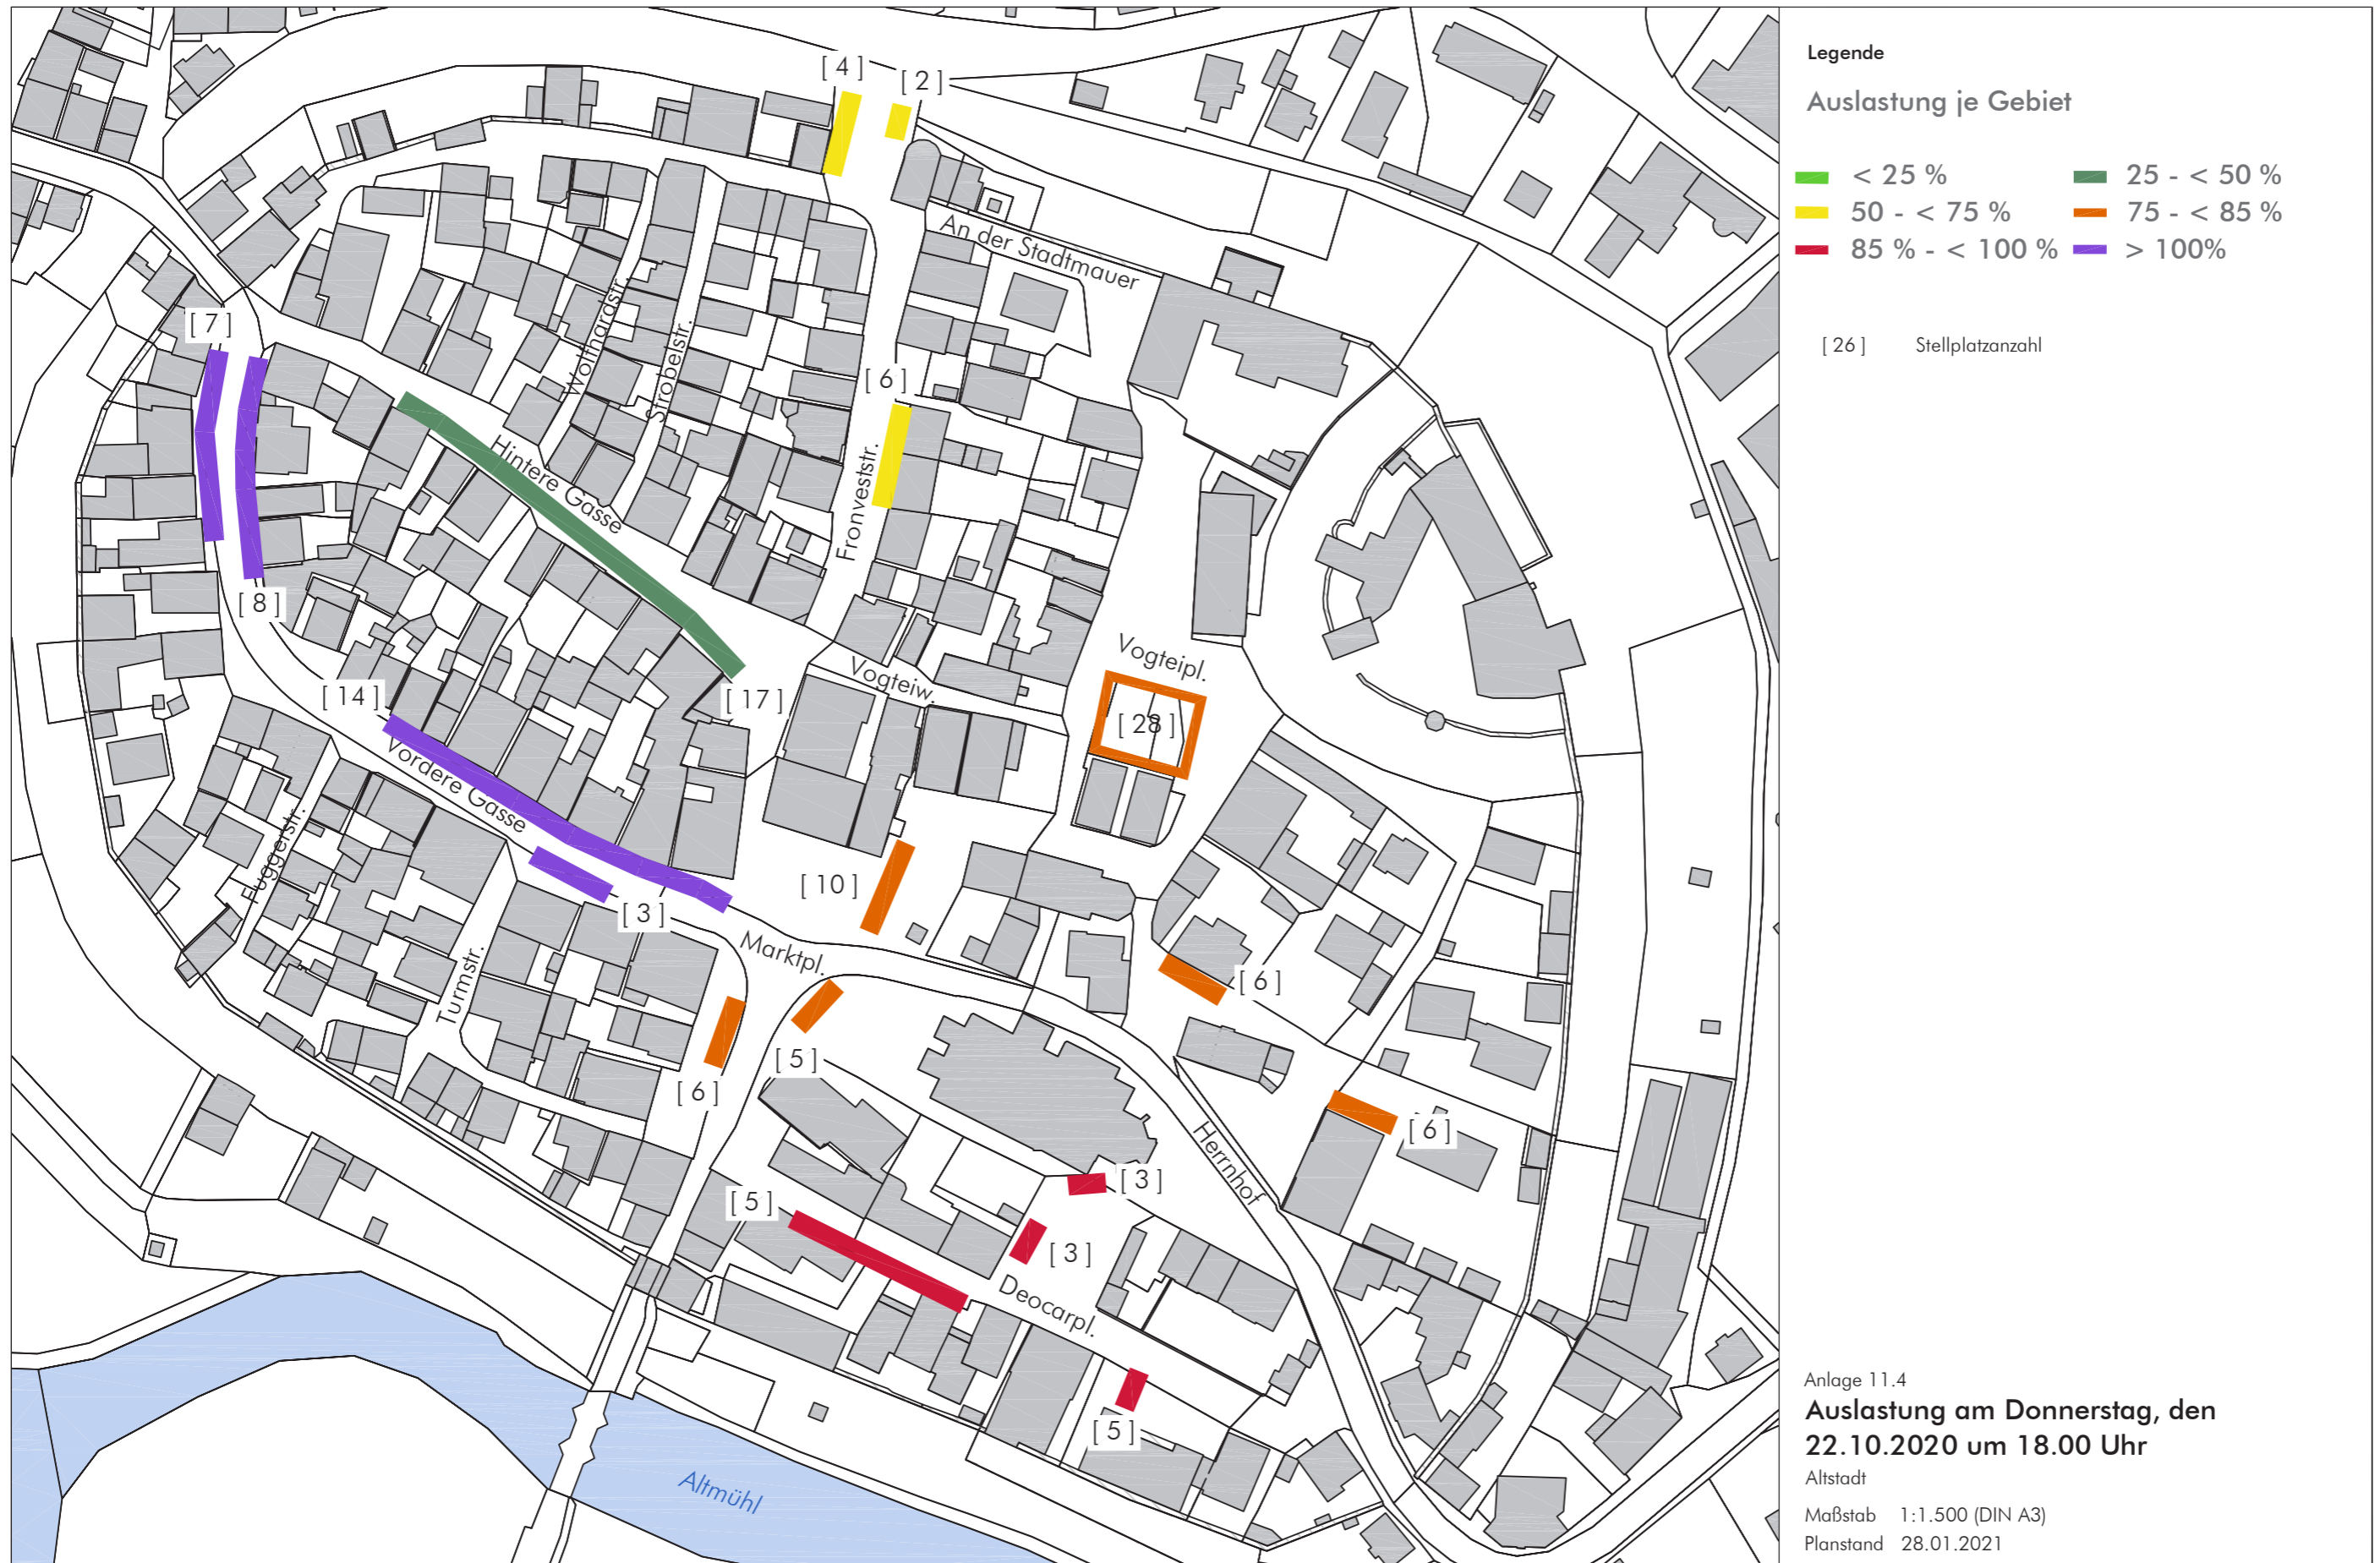 [ 4 ]
[ 2 ]
An der Stadtmauer
[ 7 ]
Wolfhardstr.
Strobelstr.
[ 6 ]
Hintere Gasse
Fronveststr.
[ 8 ]
Vogteipl.
[ 14 ]
[ 17 ]
Vogteiw.
[ 28 ]
Vordere Gasse
Fuggerstr.
[ 10 ]
[ 3 ]
Marktpl.
Turmstr.
[ 6 ]
[ 5 ]
[ 6 ]
[ 6 ]
Herrnhof
[ 3 ]
[ 5 ]
[ 3 ]
Deocarpl.
[ 5 ]
Altmühl
Legende
Auslastung je Gebiet
< 25 %
25 - < 50 %
50 - < 75 %
75 - < 85 %
85 % - < 100 %
> 100%
[ 26 ] Stellplatzanzahl
Anlage 11.4
Auslastung am Donnerstag, den
22.10.2020 um 18.00 Uhr
Altstadt
Maßstab 1:1.500 (DIN A3)
Planstand 28.01.2021